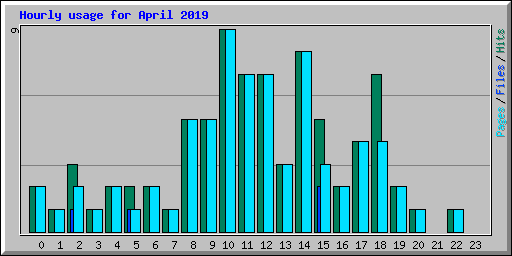 Hourly usage for April 2019
9
Pages / Files / Hits
0 1 2 3 4 5 6 7 8 9 10 11 12 13 14 15 16 17 18 19 20 21 22 23